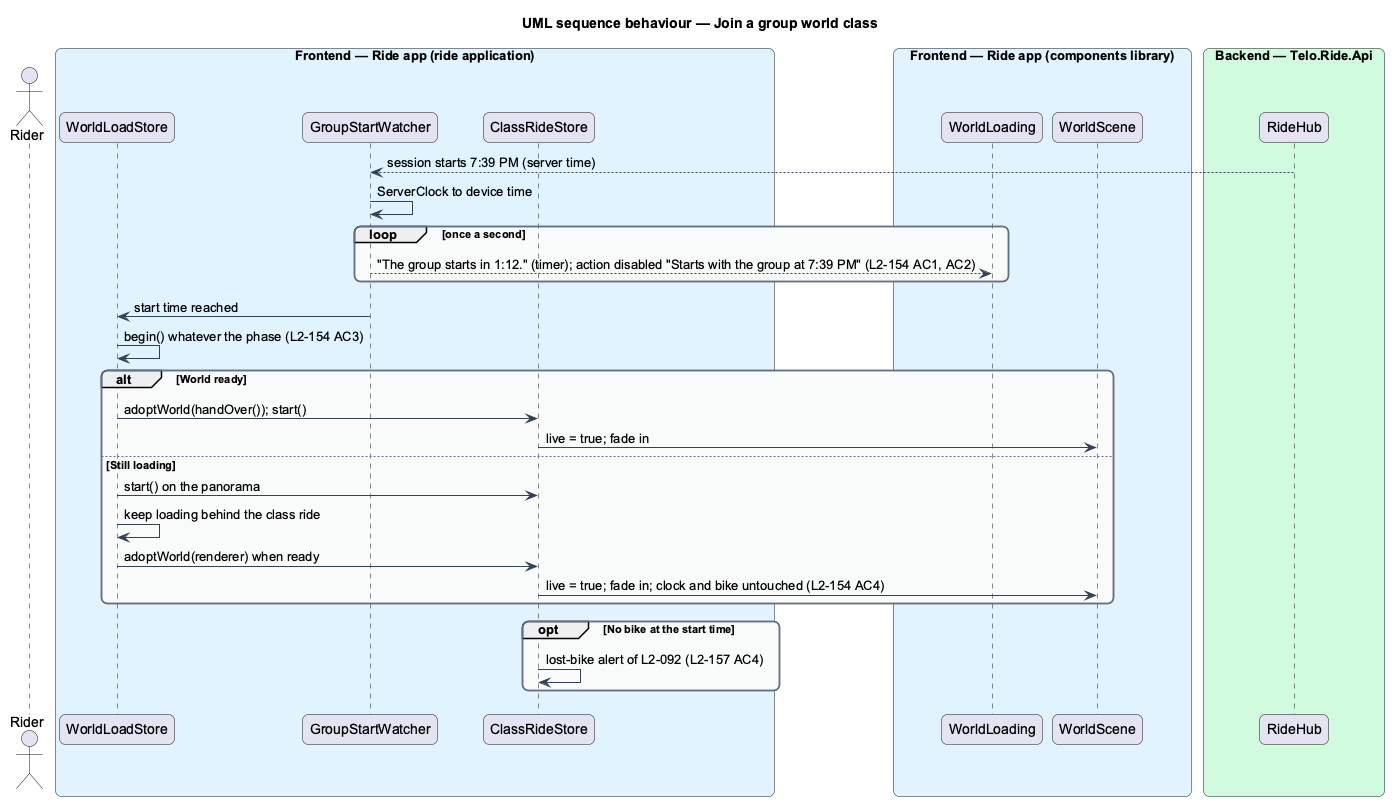 UML sequence behaviour — Join a group world class
Frontend — Ride app (ride application)
Frontend — Ride app (components library)
Backend — Telo.Ride.Api
Rider
WorldLoadStore
GroupStartWatcher
ClassRideStore
WorldLoading
WorldScene
RideHub
session starts 7:39 PM (server time)
ServerClock to device time
loop
[once a second]
"The group starts in 1:12." (timer); action disabled "Starts with the group at 7:39 PM" (L2-154 AC1, AC2)
start time reached
begin() whatever the phase (L2-154 AC3)
alt
[World ready]
adoptWorld(handOver()); start()
live = true; fade in
[Still loading]
start() on the panorama
keep loading behind the class ride
adoptWorld(renderer) when ready
live = true; fade in; clock and bike untouched (L2-154 AC4)
opt
[No bike at the start time]
lost-bike alert of L2-092 (L2-157 AC4)
Rider
WorldLoadStore
GroupStartWatcher
ClassRideStore
WorldLoading
WorldScene
RideHub